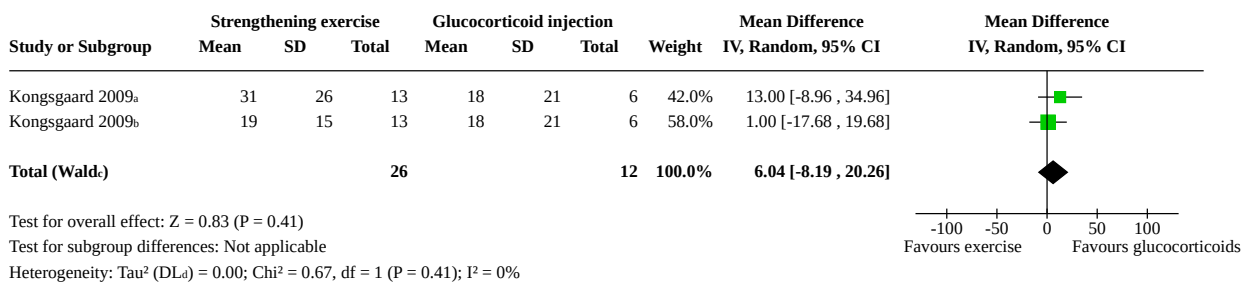 Strengthening exercise Glucocorticoid injection Mean Difference Mean Difference
Study or Subgroup Mean SD Total Mean SD Total Weight IV, Random, 95% CI IV, Random, 95% CI
Kongsgaard 2009a 31 26 13 18 21 6 42.0% 13.00 [-8.96 , 34.96]
Kongsgaard 2009b 19 15 13 18 21 6 58.0% 1.00 [-17.68 , 19.68]
Total (Waldc) 26 12 100.0% 6.04 [-8.19 , 20.26]
Test for overall effect: Z = 0.83 (P = 0.41)
-100 -50 0 50 100
Test for subgroup differences: Not applicable Favours exercise Favours glucocorticoids
Heterogeneity: Tau² (DLd) = 0.00; Chi² = 0.67, df = 1 (P = 0.41); I² = 0%